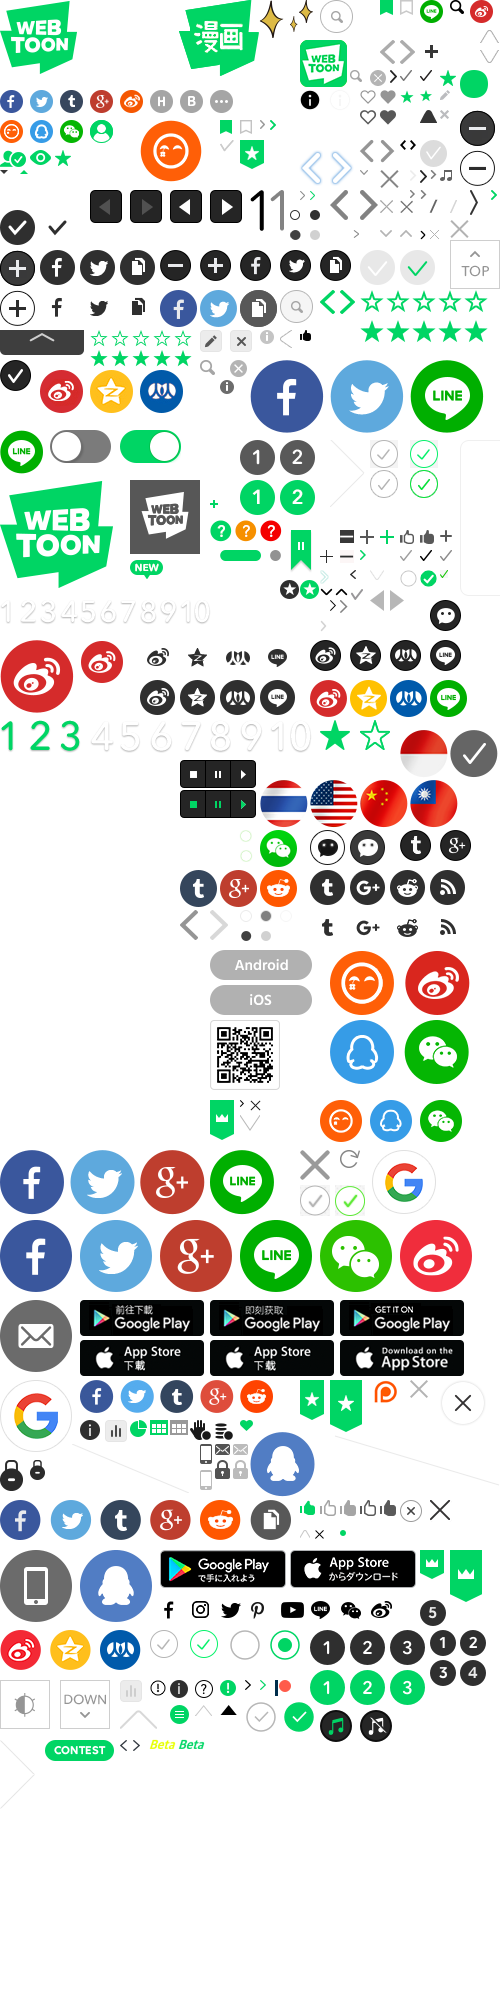 WEB
TOON
漫画
WEB
TOON
H B
1 1
TOP
LINE
LINE
1 2
1 2
WEB
TOON
WEB
TOON
NEW
? ? ?
1 2 3 4 5 6 7 8 9 10
LINE
LINE
LINE
1 2 3 4 5 6 7 8 9 10
t g+
t g+ t G+
t G+
Android
iOS
f g+ LINE G
f g+ LINE
前往下載
Google Play
即刻获取
Google Play
GET IT ON
Google Play
App Store
下載
App Store
下载
Download on the
App Store
G f t g+
f t g+
Google Play
で手に入れよう
App Store
からダウンロード
LINE
5
1 2 3 1 2
3 4
1 2 3
DOWN
CONTEST
Beta Beta